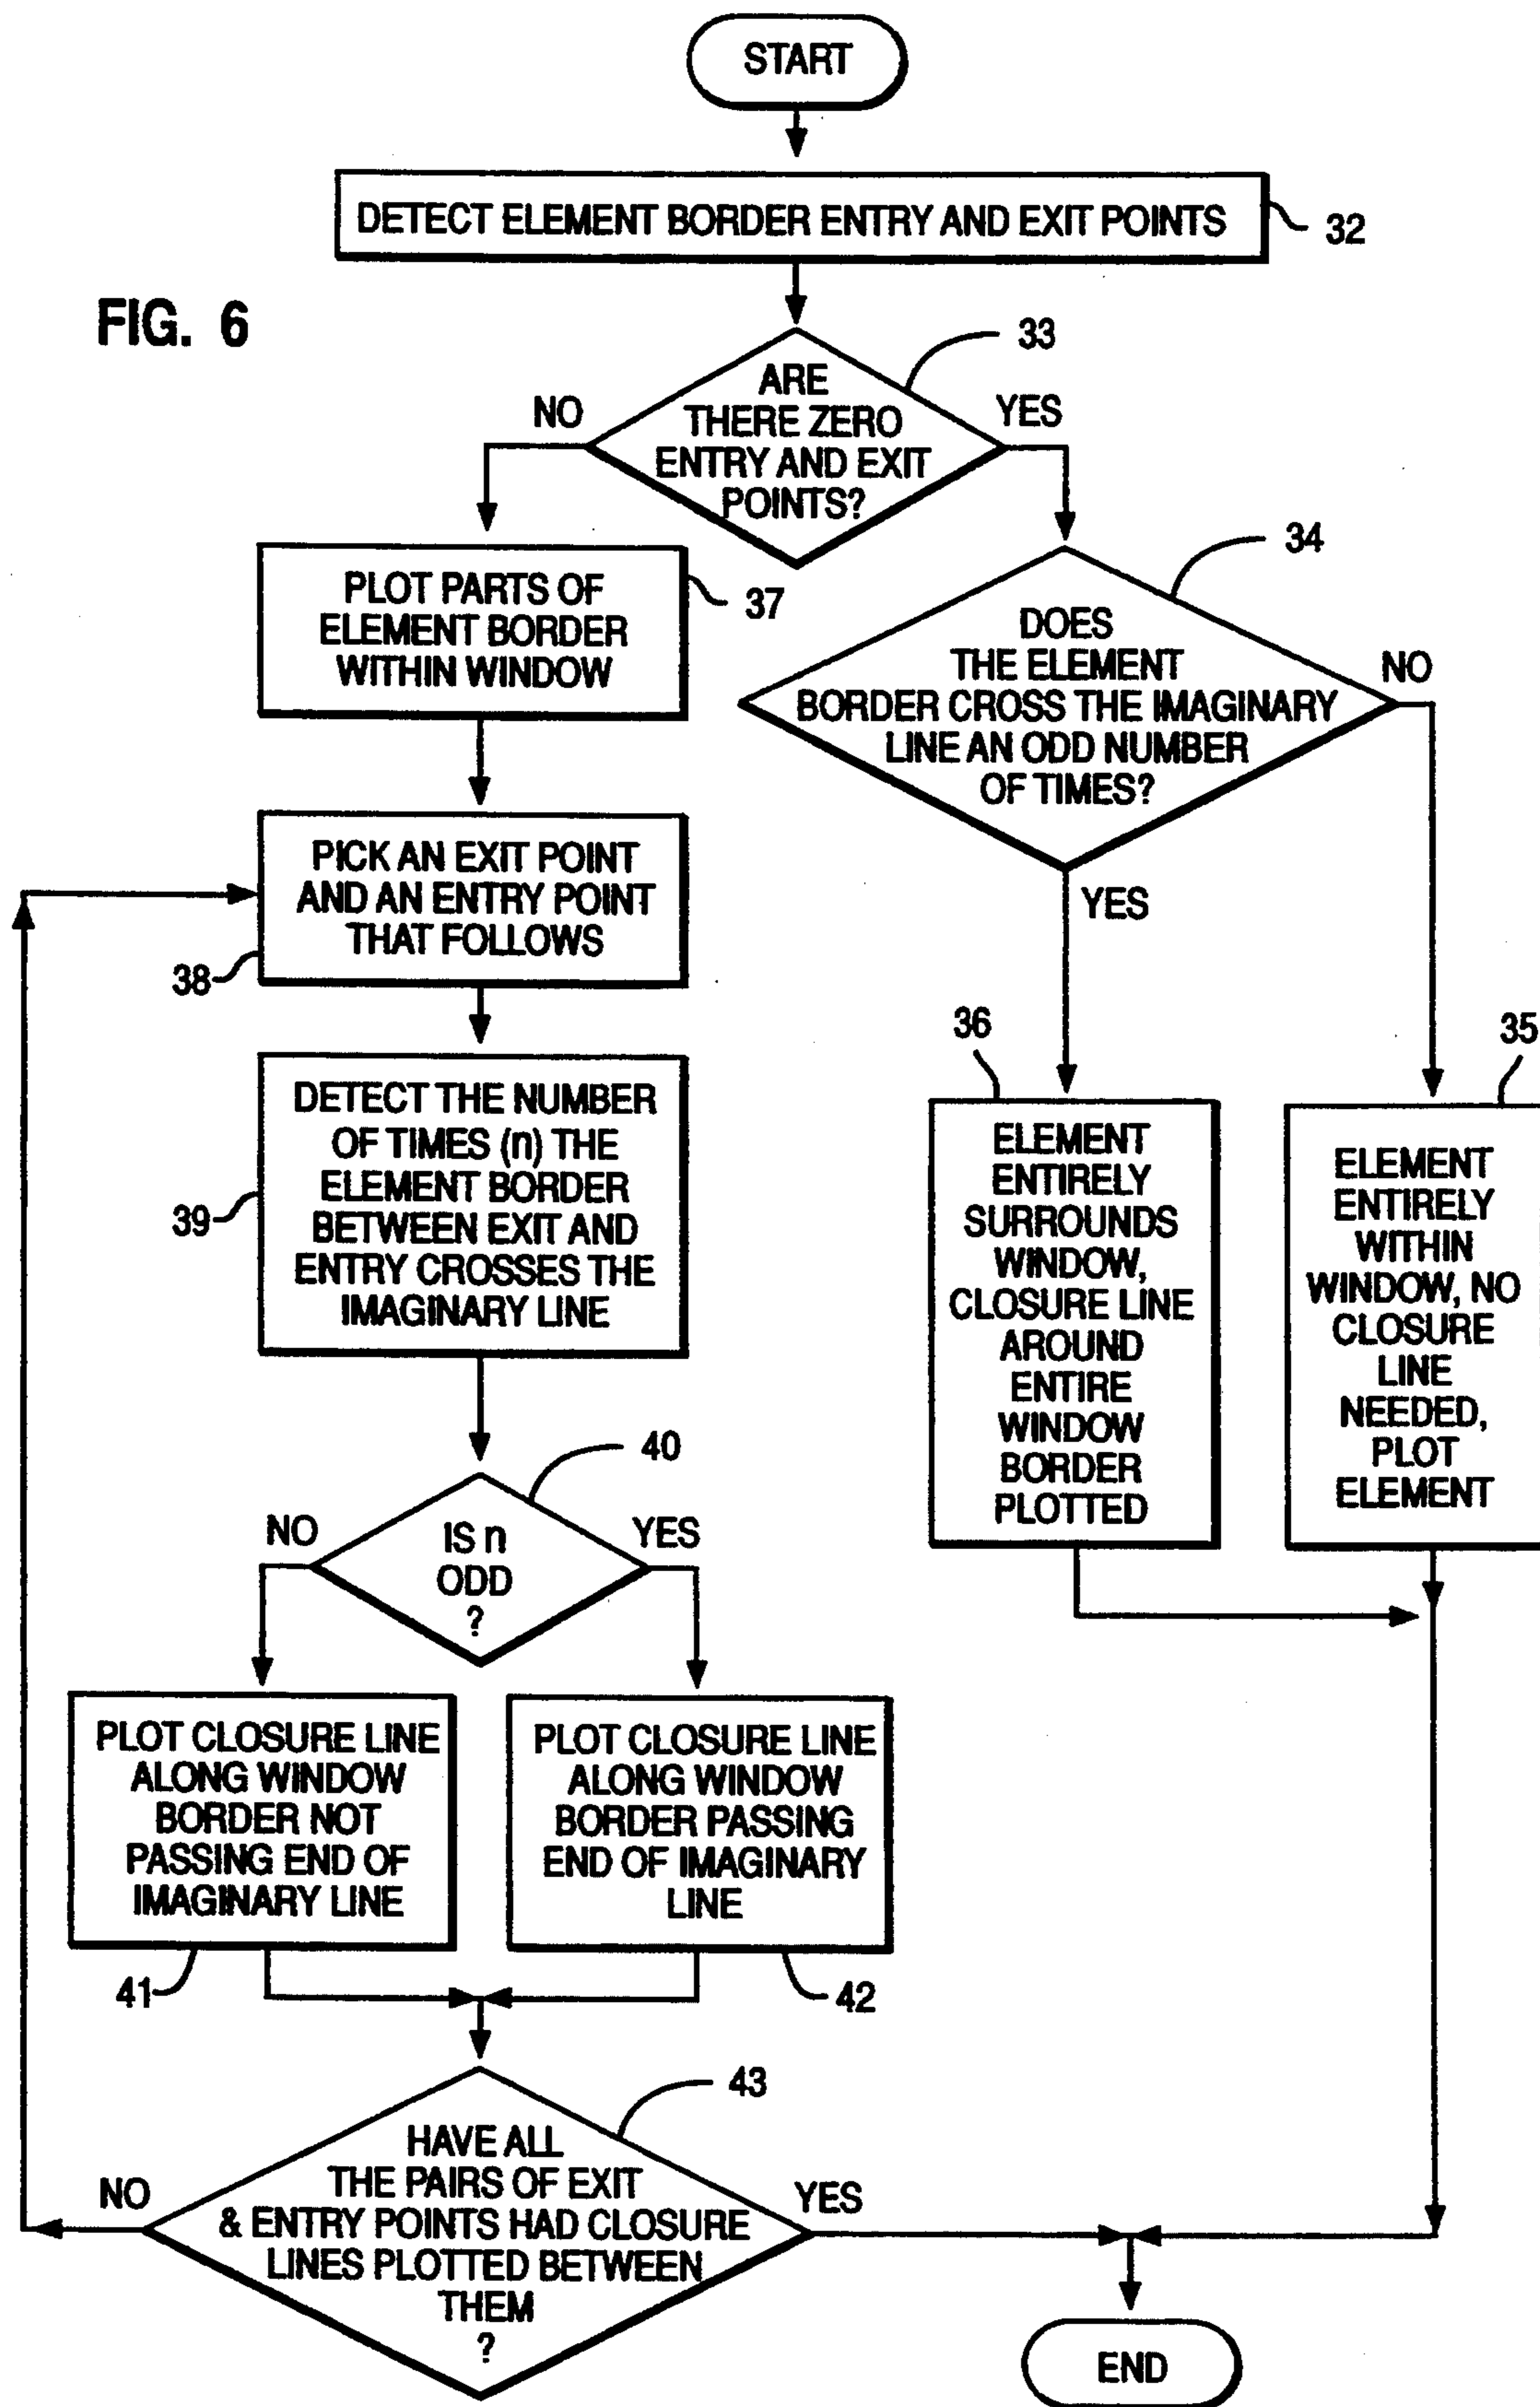 START
DETECT ELEMENT BORDER ENTRY AND EXIT POINTS
32
FIG. 6
33
ARE
THERE ZERO
ENTRY AND EXIT
POINTS?
NO
YES
34
PLOT PARTS OF
ELEMENT BORDER
WITHIN WINDOW
37
DOES
THE ELEMENT
BORDER CROSS THE IMAGINARY
LINE AN ODD NUMBER
OF TIMES?
NO
YES
PICK AN EXIT POINT
AND AN ENTRY POINT
THAT FOLLOWS
38
DETECT THE NUMBER
OF TIMES (n) THE
ELEMENT BORDER
BETWEEN EXIT AND
ENTRY CROSSES THE
IMAGINARY LINE
39
36
ELEMENT
ENTIRELY
SURROUNDS
WINDOW,
CLOSURE LINE
AROUND
ENTIRE
WINDOW
BORDER
PLOTTED
35
ELEMENT
ENTIRELY
WITHIN
WINDOW, NO
CLOSURE
LINE
NEEDED,
PLOT
ELEMENT
40
NO
IS n
ODD
?
YES
PLOT CLOSURE LINE
ALONG WINDOW
BORDER NOT
PASSING END OF
IMAGINARY LINE
41
PLOT CLOSURE LINE
ALONG WINDOW
BORDER PASSING
END OF IMAGINARY
LINE
42
43
HAVE ALL
THE PAIRS OF EXIT
& ENTRY POINTS HAD CLOSURE
LINES PLOTTED BETWEEN
THEM
?
NO
YES
END